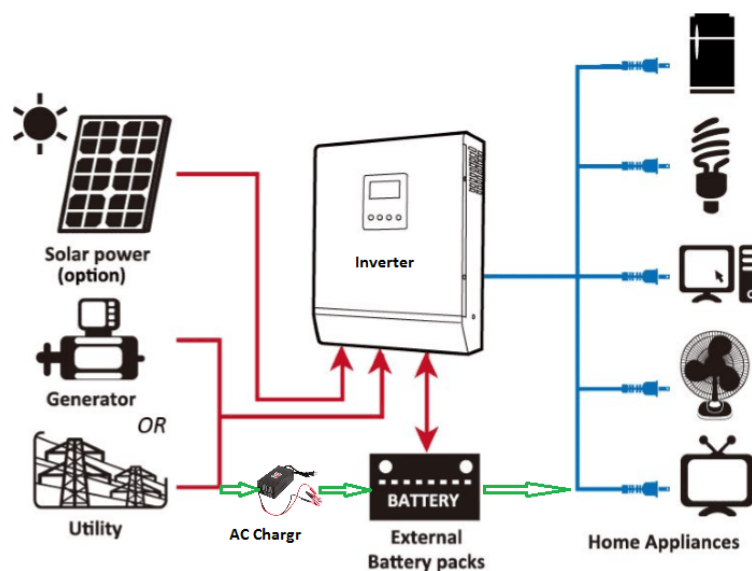 Inverter
Solar power
(option)
Generator
OR
Utility
AC Chargr
BATTERY
External
Battery packs
Home Appliances